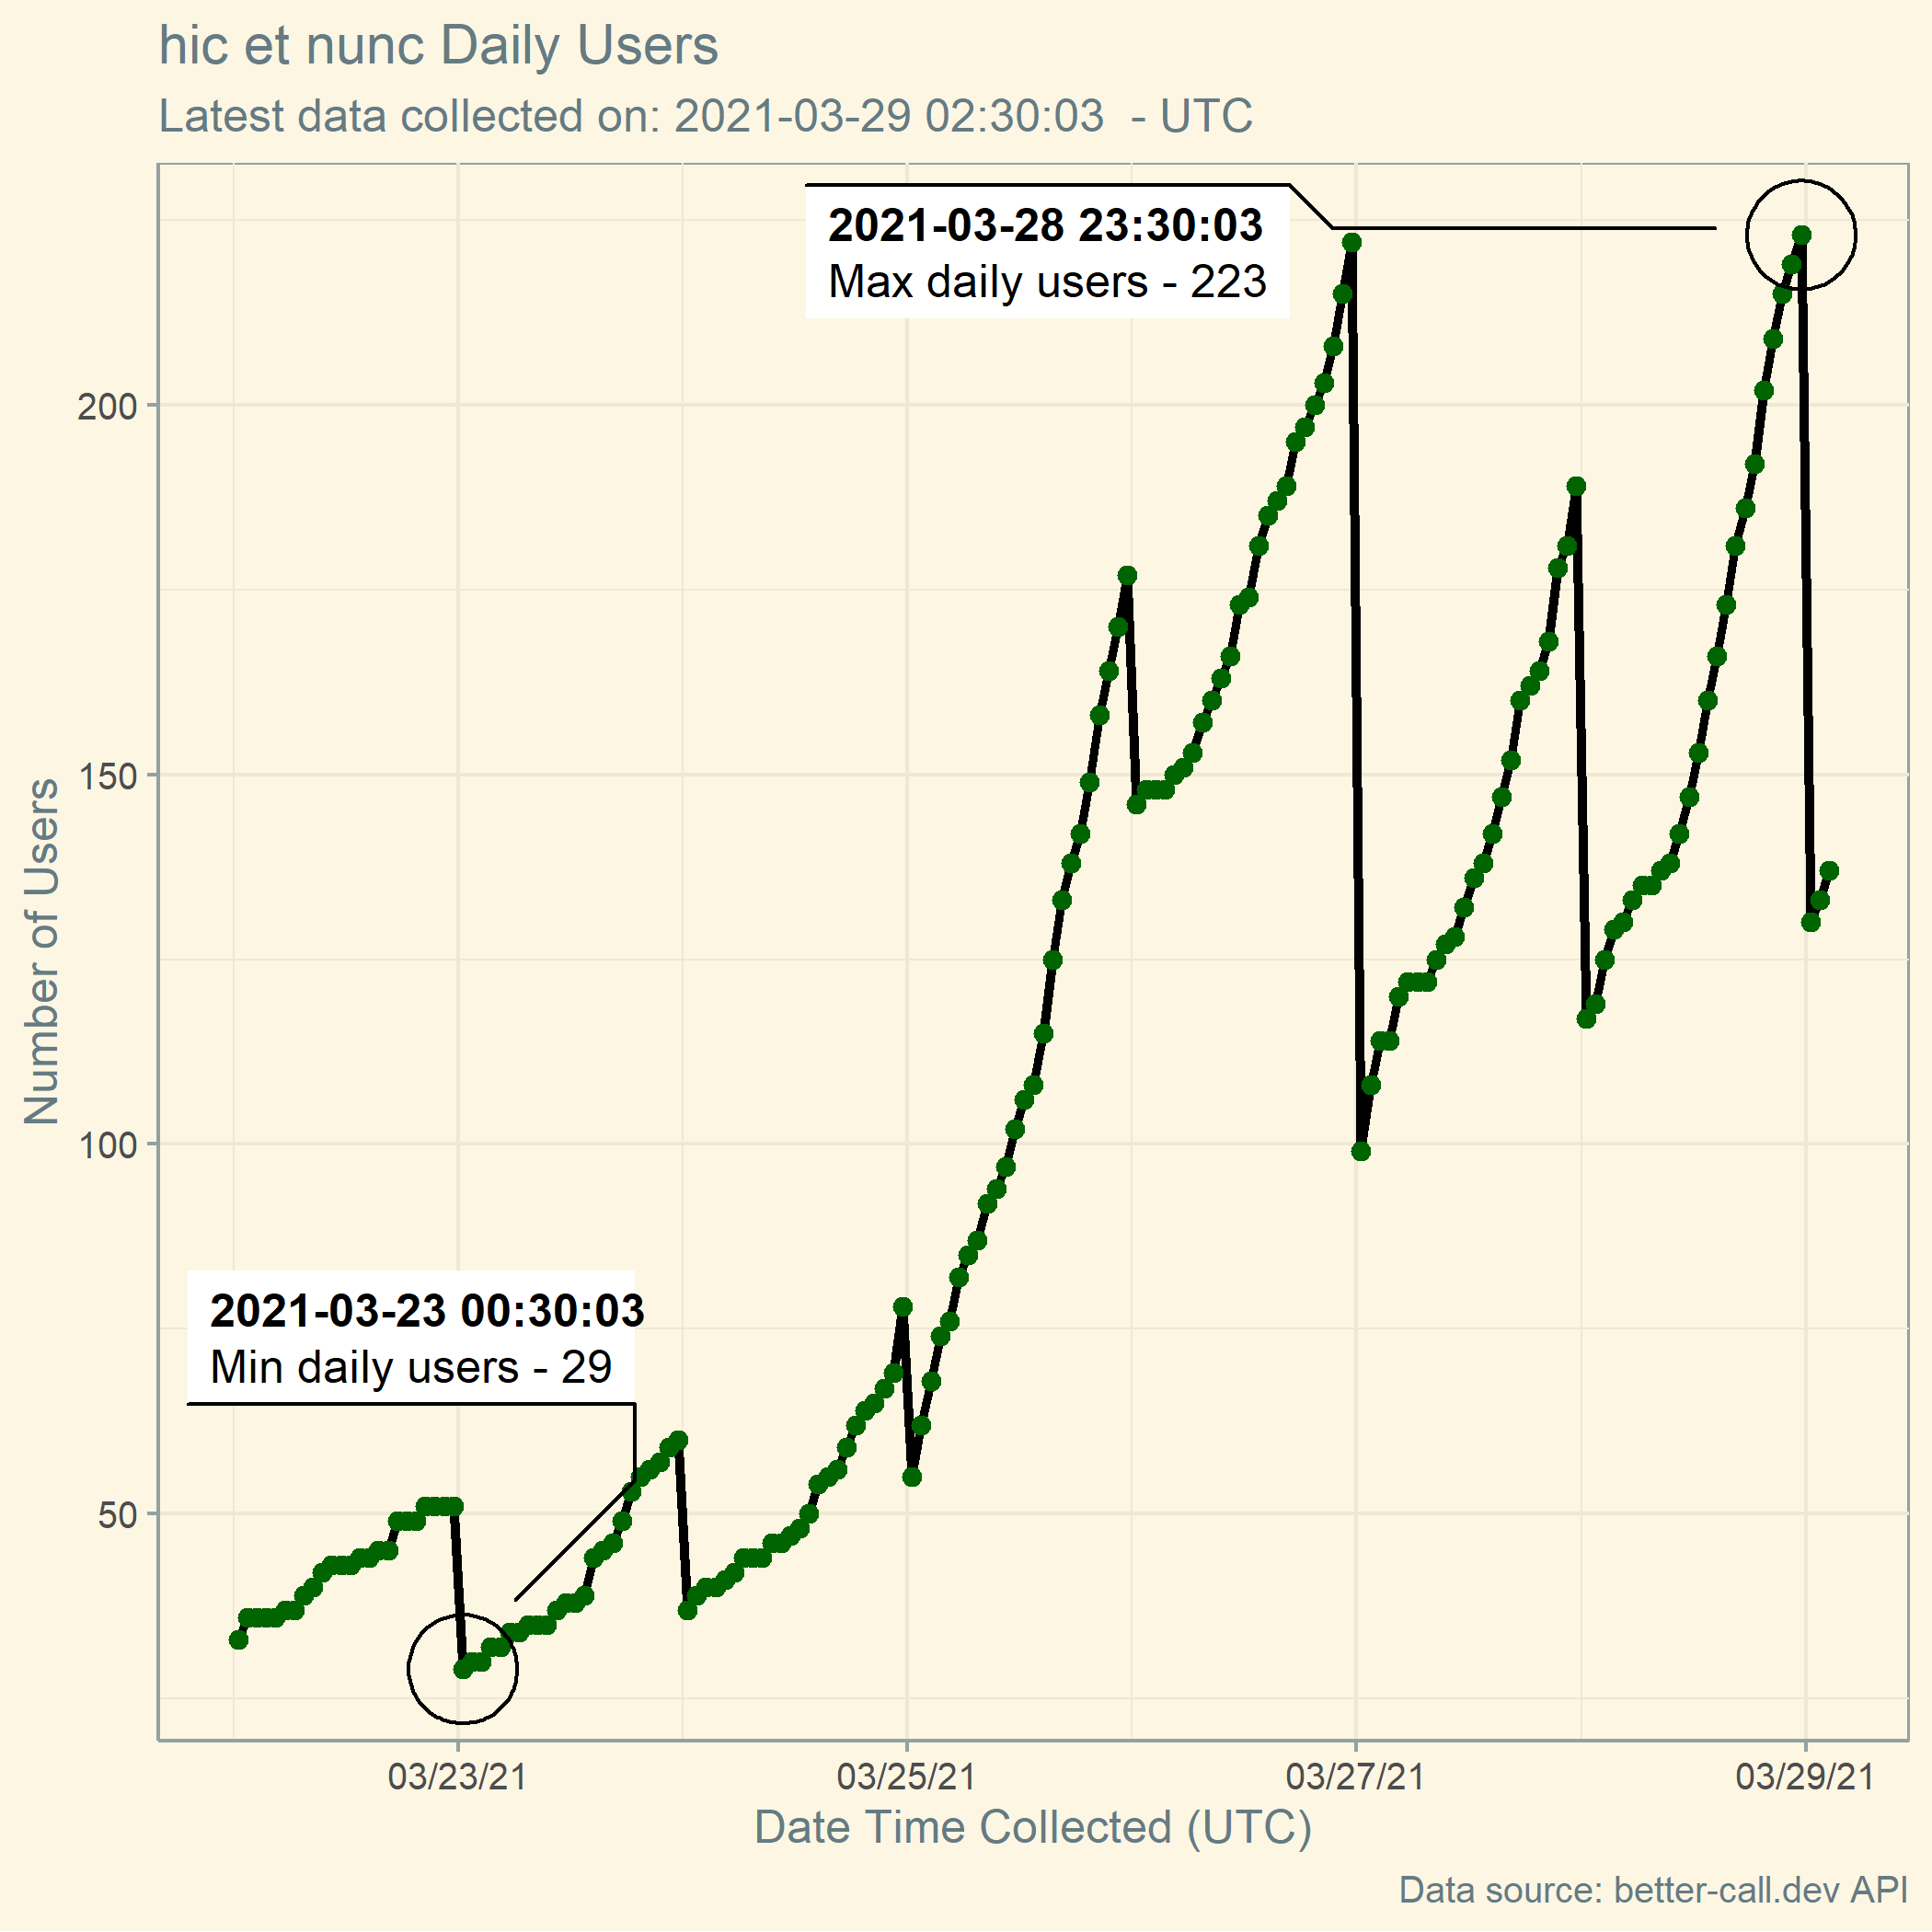 hic et nunc Daily Users
Latest data collected on: 2021-03-29 02:30:03  - UTC
2021-03-28 23:30:03
Max daily users - 223
200
150
Number of Users
100
2021-03-23 00:30:03
Min daily users - 29
50
03/23/21
03/25/21
03/27/21
03/29/21
Date Time Collected (UTC)
Data source: better-call.dev API